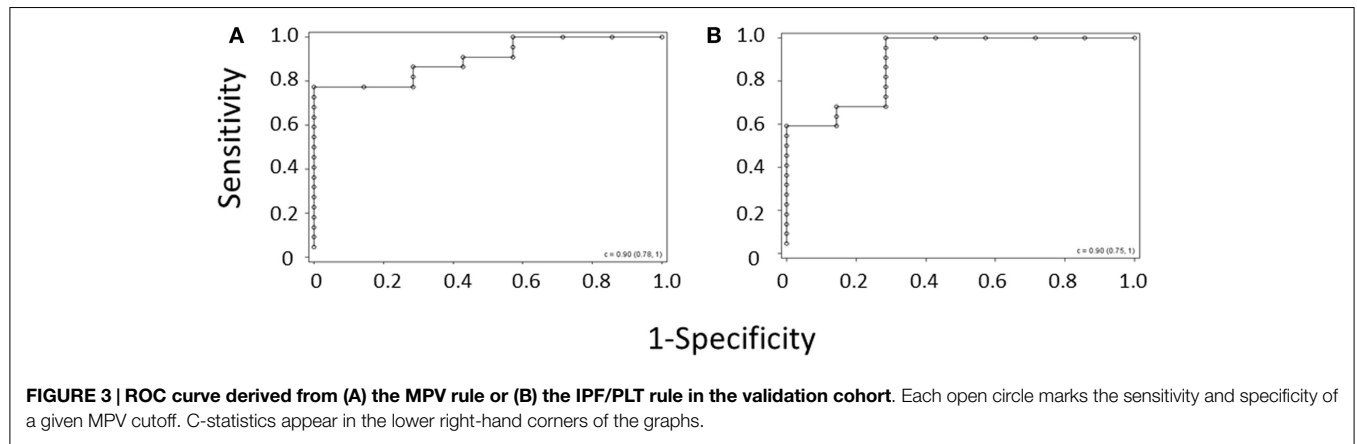 A
B
Sensitivity
1.0
0.8
0.6
0.4
0.2
0
0 0.2 0.4 0.6 0.8 1.0
c = 0.90 (0.78, 1)
1.0
0.8
0.6
0.4
0.2
0
0 0.2 0.4 0.6 0.8 1.0
c = 0.90 (0.75, 1)
1-Specificity
FIGURE 3 | ROC curve derived from (A) the MPV rule or (B) the IPF/PLT rule in the validation cohort. Each open circle marks the sensitivity and specificity of
a given MPV cutoff. C-statistics appear in the lower right-hand corners of the graphs.